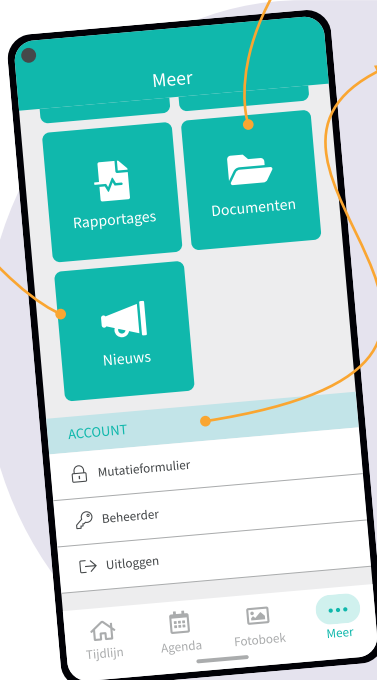 Meer
Rapportages
Documenten
Nieuws
ACCOUNT
Mutatieformulier
Beheerder
Uitloggen
Tijdlijn
Agenda
Fotoboek
Meer